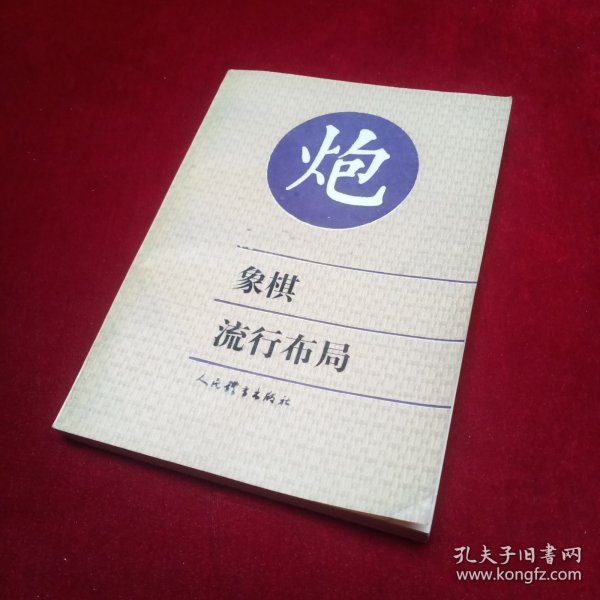 炮
象棋
流行布局
人民体育出版社
孔夫子旧书网
www.kongfz.com